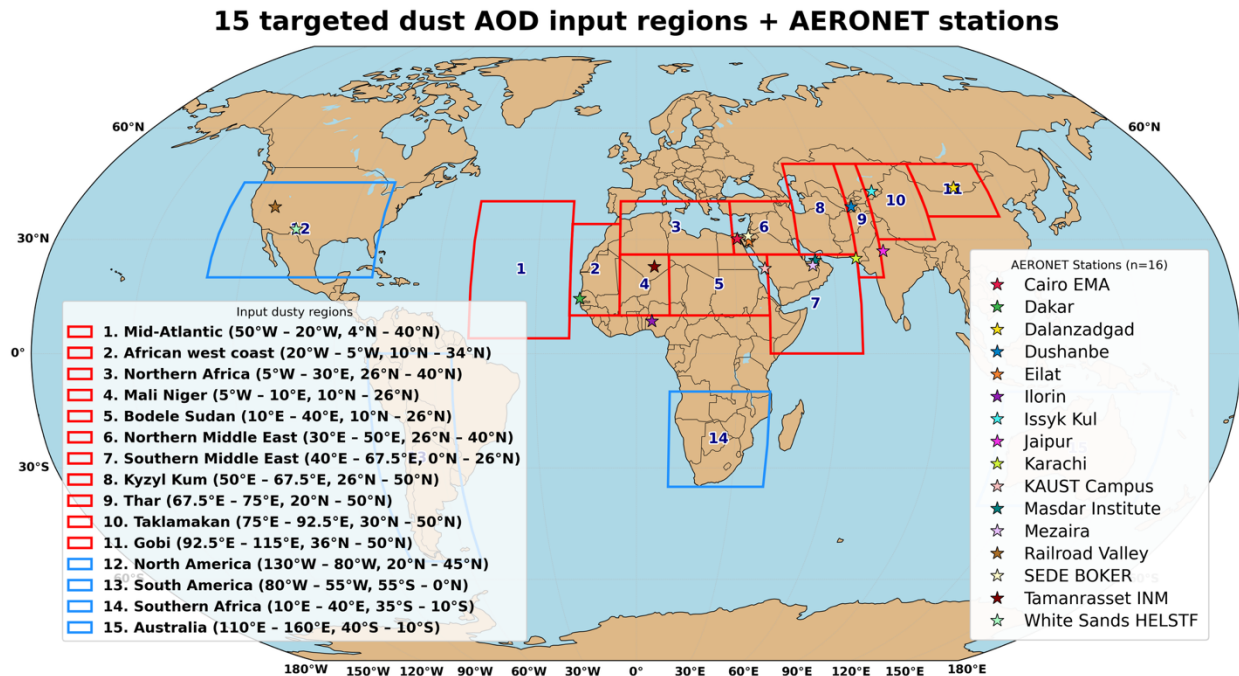 15 targeted dust AOD input regions + AERONET stations
60°N
60°N
30°N
0°
30°S
60°S
60°S
1
2
3
4
5
6
7
8
9
10
11
12
13
14
15
Input dusty regions
1. Mid-Atlantic (50°W – 20°W, 4°N – 40°N)
2. African west coast (20°W – 5°W, 10°N – 34°N)
3. Northern Africa (5°W – 30°E, 26°N – 40°N)
4. Mali Niger (5°W – 10°E, 10°N – 26°N)
5. Bodele Sudan (10°E – 40°E, 10°N – 26°N)
6. Northern Middle East (30°E – 50°E, 26°N – 40°N)
7. Southern Middle East (40°E – 67.5°E, 0°N – 26°N)
8. Kyzyl Kum (50°E – 67.5°E, 26°N – 50°N)
9. Thar (67.5°E – 75°E, 20°N – 50°N)
10. Taklamakan (75°E – 92.5°E, 30°N – 50°N)
11. Gobi (92.5°E – 115°E, 36°N – 50°N)
12. North America (130°W – 80°W, 20°N – 45°N)
13. South America (80°W – 55°W, 55°S – 0°N)
14. Southern Africa (10°E – 40°E, 35°S – 10°S)
15. Australia (110°E – 160°E, 40°S – 10°S)
AERONET Stations (n=16)
Cairo EMA
Dakar
Dalanzadgad
Dushanbe
Eilat
Ilorin
Issyk Kul
Jaipur
Karachi
KAUST Campus
Masdar Institute
Mezaira
Railroad Valley
SEDE BOKER
Tamanrasset INM
White Sands HELSTF
180°W 150°W 120°W 90°W 60°W 30°W 0° 30°E 60°E 90°E 120°E 150°E 180°E